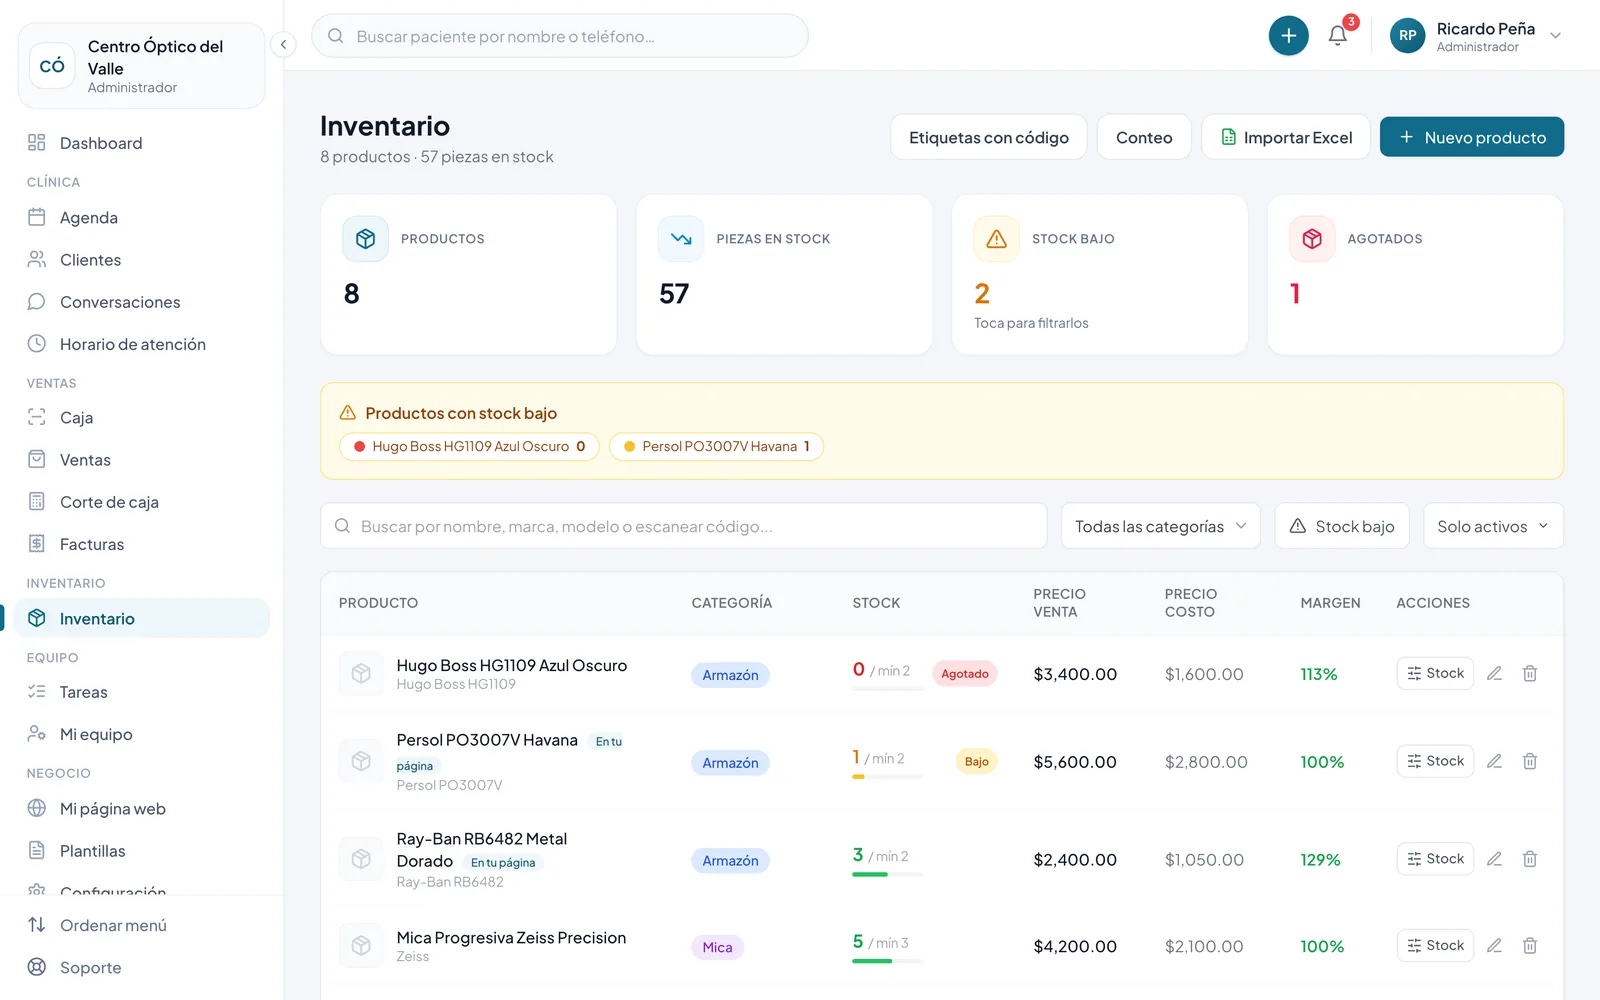 CÓ
Centro Óptico del
Valle
Administrador
Dashboard
CLÍNICA
Agenda
Clientes
Conversaciones
Horario de atención
VENTAS
Caja
Ventas
Corte de caja
Facturas
INVENTARIO
Inventario
EQUIPO
Tareas
Mi equipo
NEGOCIO
Mi página web
Plantillas
Configuración
Ordenar menú
Soporte
Buscar paciente por nombre o teléfono...
3
RP
Ricardo Peña
Administrador
Inventario
8 productos · 57 piezas en stock
Etiquetas con código
Conteo
Importar Excel
Nuevo producto
PRODUCTOS
8
PIEZAS EN STOCK
57
STOCK BAJO
2
Toca para filtrarlos
AGOTADOS
1
Productos con stock bajo
Hugo Boss HG1109 Azul Oscuro 0
Persol PO3007V Havana 1
Buscar por nombre, marca, modelo o escanear código...
Todas las categorías
Stock bajo
Solo activos
PRODUCTO CATEGORÍA STOCK PRECIO VENTA PRECIO COSTO MARGEN ACCIONES
Hugo Boss HG1109 Azul Oscuro
Hugo Boss HG1109
Armazón
0 / mín 2
Agotado
$3,400.00
$1,600.00
113%
Stock
Persol PO3007V Havana En tu
página
Persol PO3007V
Armazón
1 / mín 2
Bajo
$5,600.00
$2,800.00
100%
Stock
Ray-Ban RB6482 Metal
Dorado En tu página
Ray-Ban RB6482
Armazón
3 / mín 2
$2,400.00
$1,050.00
129%
Stock
Mica Progresiva Zeiss Precision
Zeiss
Mica
5 / mín 3
$4,200.00
$2,100.00
100%
Stock